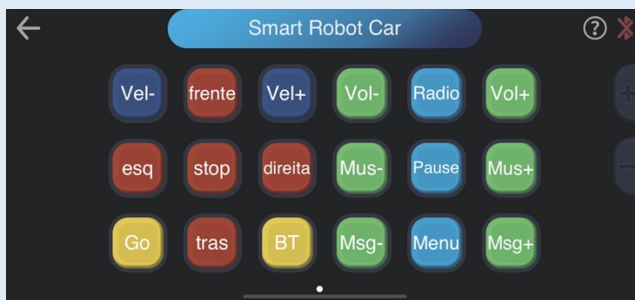 Smart Robot Car ?
Vel- frente Vel+ Vol- Radio Vol+
esq stop direita Mus- Pause Mus+
Go tras BT Msg- Menu Msg+